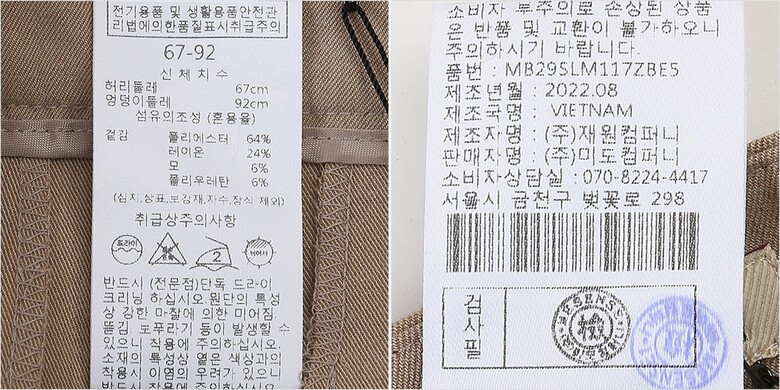 전기용품 및 생활용품안전관
리법에의한품질표시취급주의
67-92
신체치수
허리둘레 67cm
엉덩이둘레 92cm
섬유의조성 (혼용율)
겉감 폴리에스터 64%
레이온 24%
모 6%
폴리우레탄 6%
(심지,상표,보강재,자수,장식 제외)
취급상주의사항
드라이
2
반드시 (전문점)단독 드라이
크리닝 하십시오.원단의 특성
상 강한 마찰에 의한 미어짐,
뜯김 보푸라기 등이 발생할 수
있으니 착용에 주의하십시오.
소재의 특성상 옅은 색상과의
착용시 이염의 우려가 있으니
반드시 착용에 주의하십시오
소비자 부주의로 손상된 상품
은 반품 및 교환이 불가하오니
주의하시기 바랍니다.
품번 : MB29SLM117ZBE5
제조년월 : 2022.08
제조국명 : VIETNAM
제조자명 : (주)재원컴퍼니
판매자명 : (주)미도컴퍼니
소비자상담실 : 070-8224-4417
서울시 금천구 벚꽃로 298
검사필